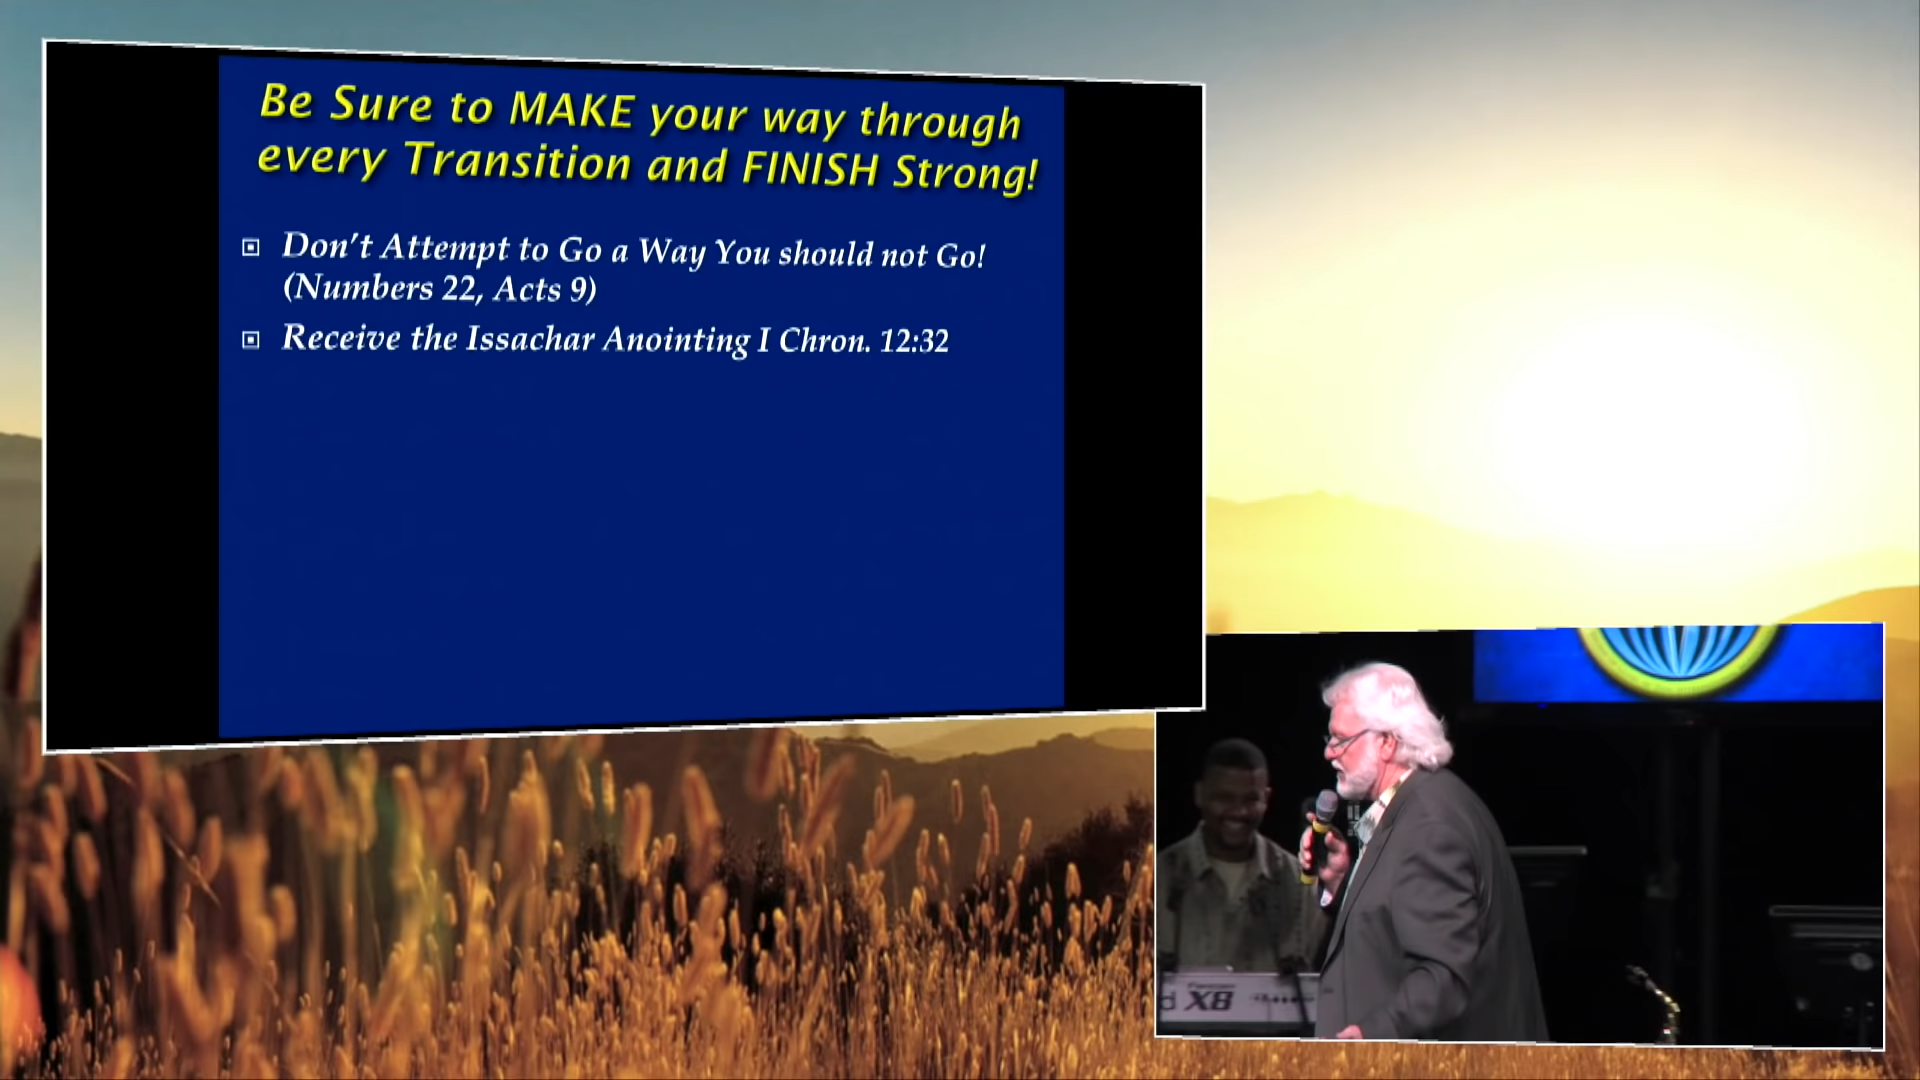 Be Sure to MAKE your way through
every Transition and FINISH Strong!
Don't Attempt to Go a Way You should not Go!
(Numbers 22, Acts 9)
Receive the Issachar Anointing I Chron. 12:32
X8